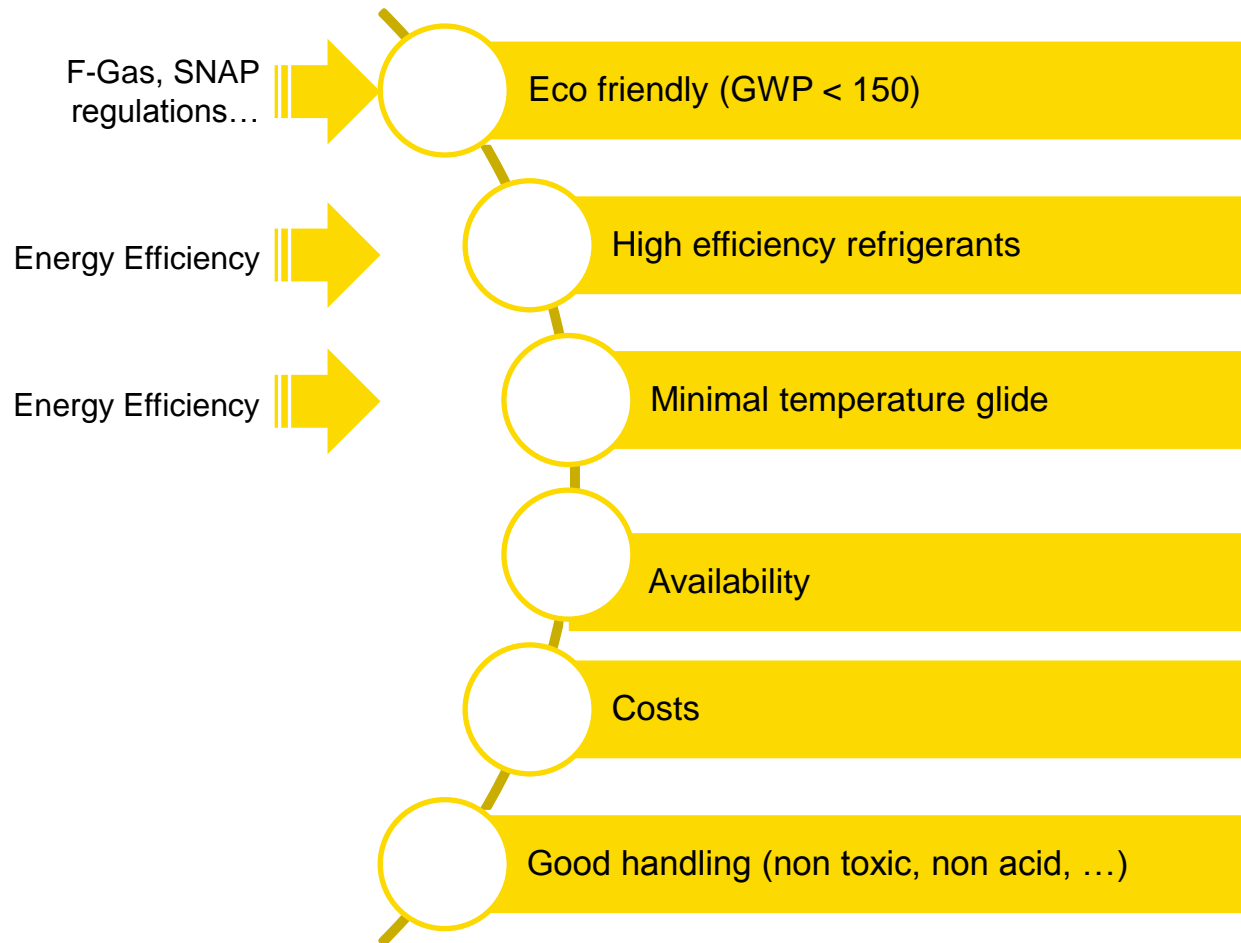 F-Gas, SNAP
regulations…
Eco friendly (GWP < 150)
Energy Efficiency
High efficiency refrigerants
Energy Efficiency
Minimal temperature glide
Availability
Costs
Good handling (non toxic, non acid, …)